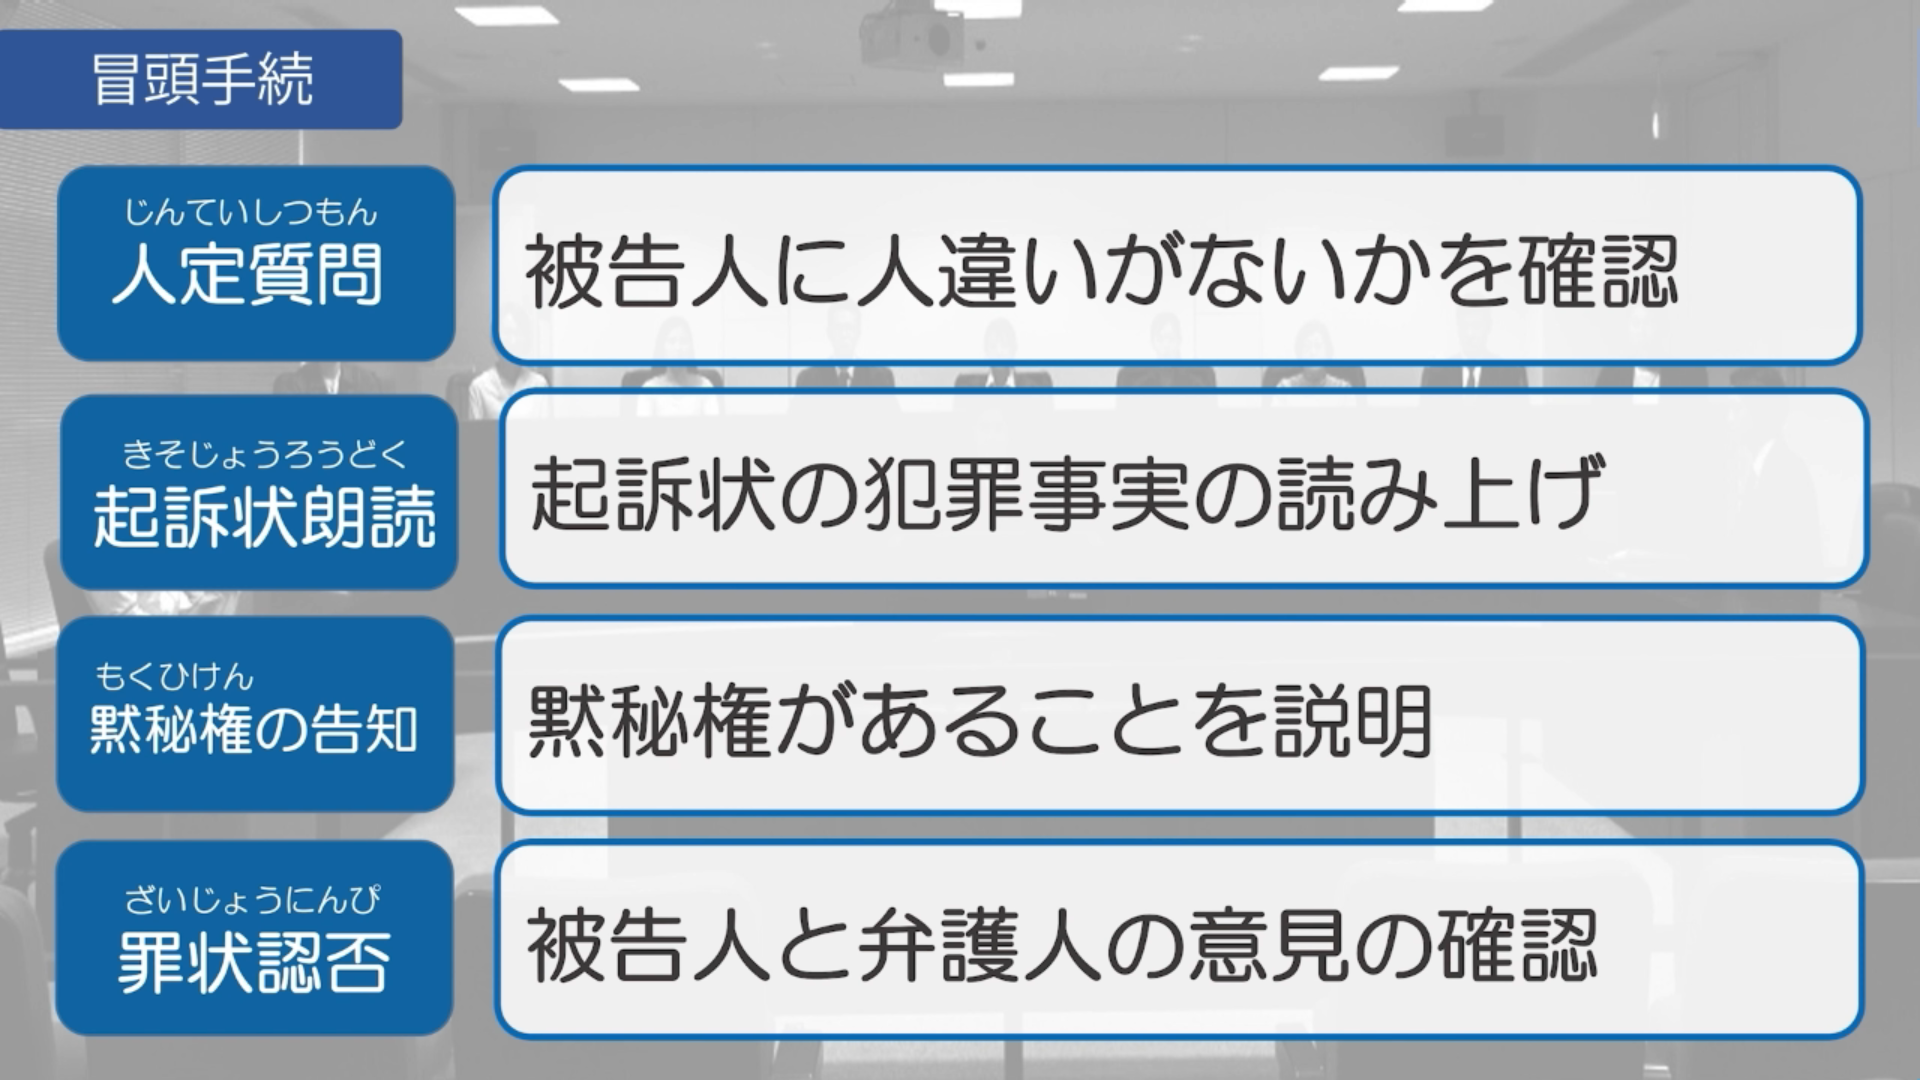 冒頭手続
じんていしつもん
人定質問
被告人に人違いがないかを確認
きそじょうろうどく
起訴状朗読
起訴状の犯罪事実の読み上げ
もくひけん
黙秘権の告知
黙秘権があることを説明
ざいじょうにんぴ
罪状認否
被告人と弁護人の意見の確認